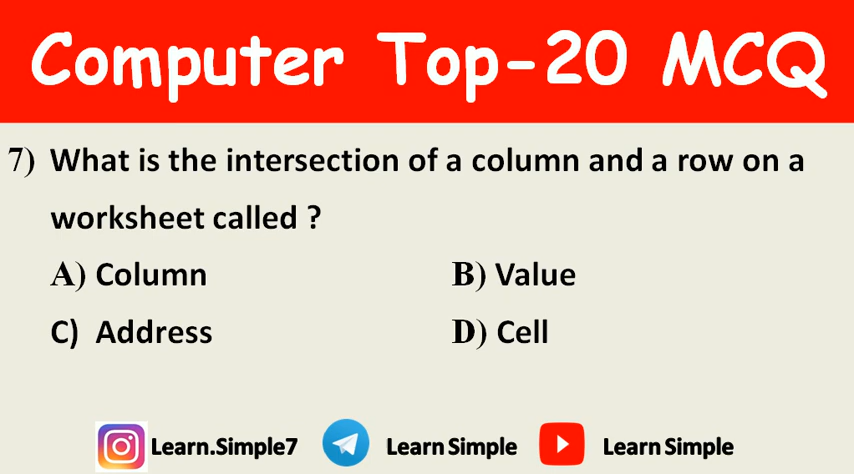 Computer Top-20 MCQ
7) What is the intersection of a column and a row on a
worksheet called ?
A) Column B) Value
C) Address D) Cell
Learn.Simple7 Learn Simple Learn Simple